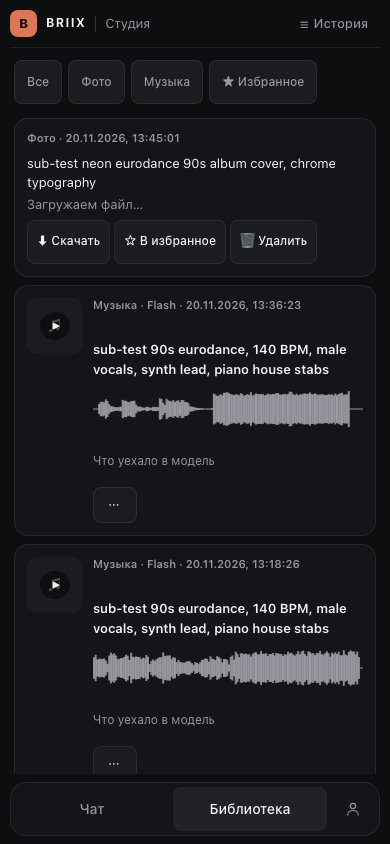 B BRIIX Студия ≡ История
Все Фото Музыка ★ Избранное
Фото · 20.11.2026, 13:45:01
sub-test neon eurodance 90s album cover, chrome
typography
Загружаем файл…
⬇ Скачать ☆ В избранное 🗑 Удалить
Музыка · Flash · 20.11.2026, 13:36:23
sub-test 90s eurodance, 140 BPM, male
vocals, synth lead, piano house stabs
Что уехало в модель
…
Музыка · Flash · 20.11.2026, 13:18:26
sub-test 90s eurodance, 140 BPM, male
vocals, synth lead, piano house stabs
Что уехало в модель
…
Чат Библиотека